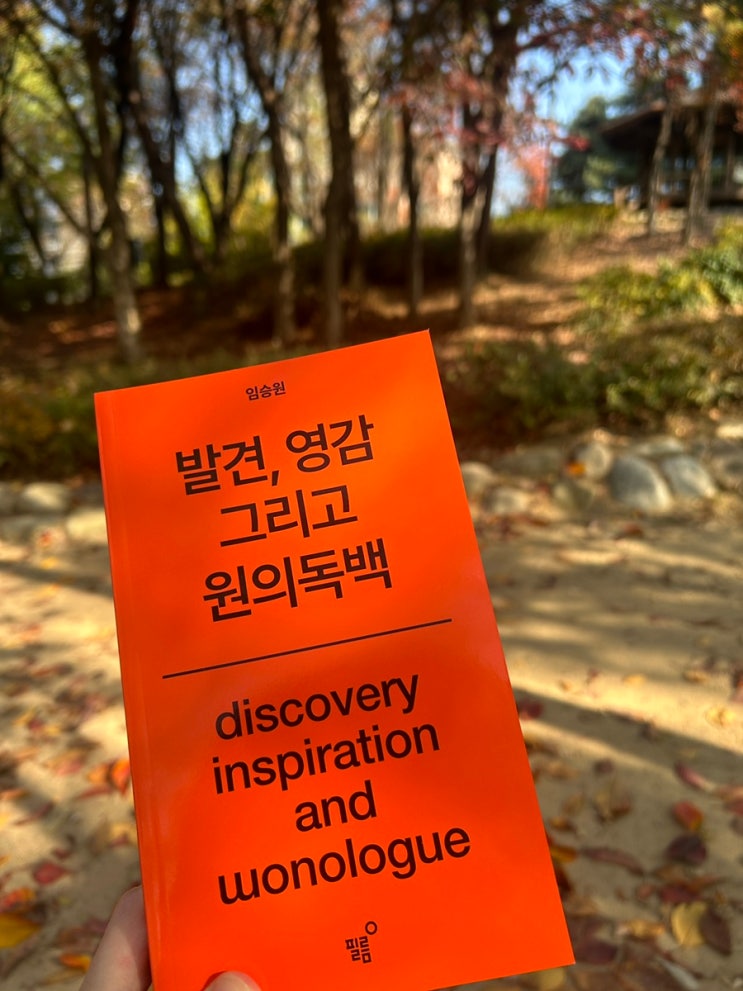 임승원
발견, 영감
그리고
원의독백
discovery
inspiration
and
wonologue
필름